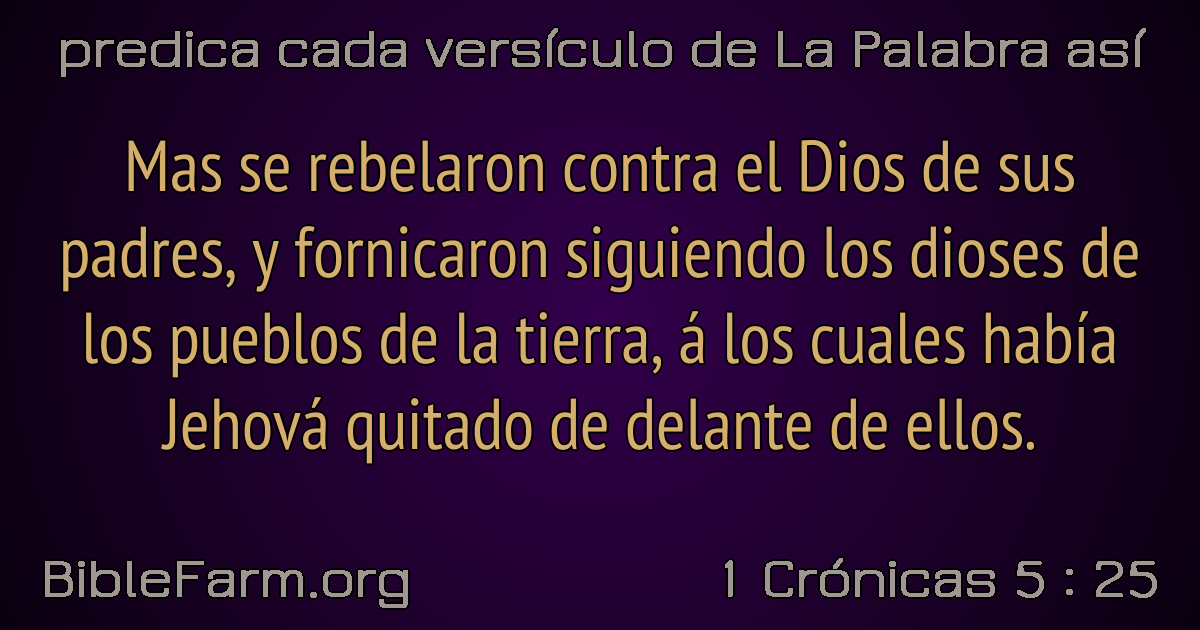 predica cada versículo de La Palabra así
Mas se rebelaron contra el Dios de sus
padres, y fornicaron siguiendo los dioses de
los pueblos de la tierra, á los cuales había
Jehová quitado de delante de ellos.
BibleFarm.org
1 Crónicas 5 : 25